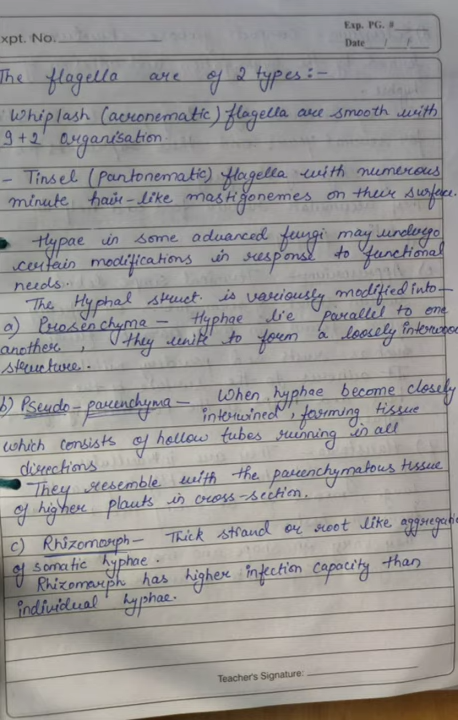 Exp. PG. #
xpt. No.
Date / /
The flagella are of 2 types:-
Whiplash (acronematic) flagella are smooth with
9+2 organisation.
- Tinsel (pantonematic) flagella with numerous
minute hair-like mastigonemes on their surface.
Hypae in some advanced fungi may undergo
certain modifications in response to functional
needs.
The Hyphal struct. is variously modified into-
a) Prosenchyma - Hyphae lie parallel to one
another they unite to form a loosely interwoo
structure.
b) Pseudo-parenchyma - When hyphae become closely
interwined, forming tissue
which consists of hollow tubes running in all
directions
They resemble with the parenchymatous tissue
of higher plants in cross-section.
c) Rhizomorph- Thick strand or root like aggregatio
of somatic hyphae.
Rhizomorph has higher infection capacity than
individual hyphae.
Teacher's Signature: